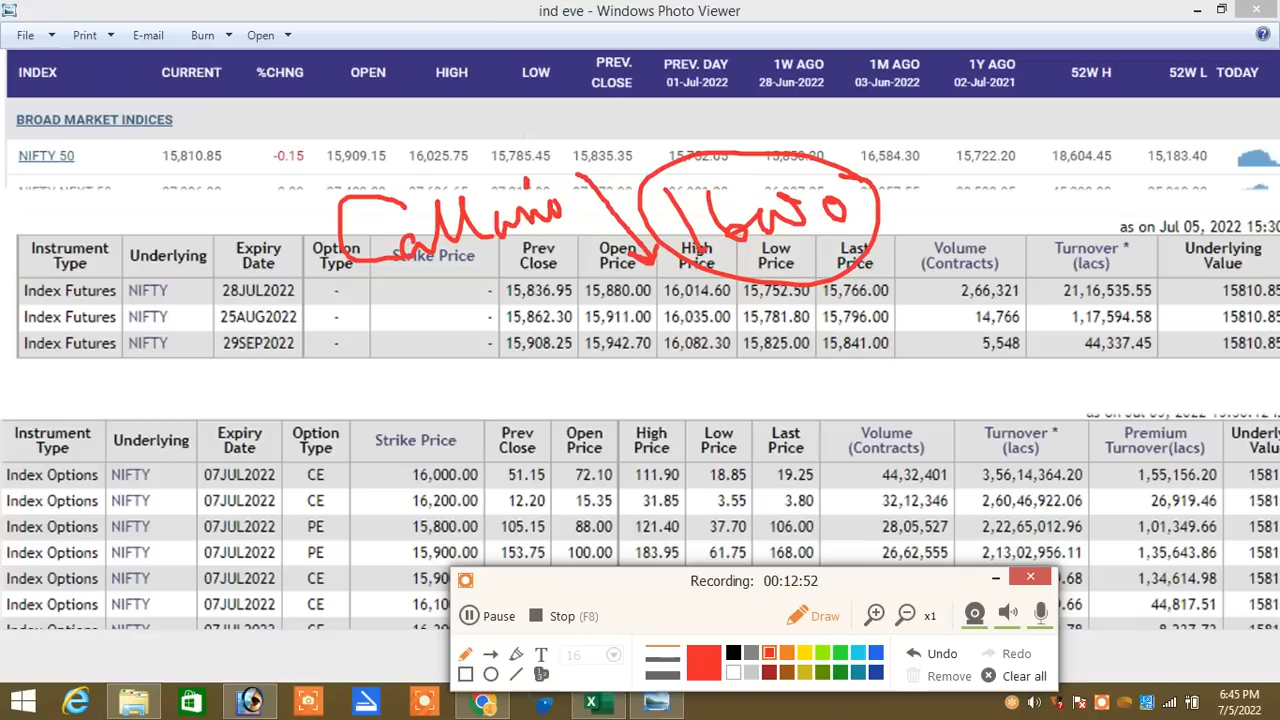 ind eve - Windows Photo Viewer
File Print E-mail Burn Open
INDEX CURRENT %CHNG OPEN HIGH LOW PREV. CLOSE PREV. DAY 01-Jul-2022 1W AGO 28-Jun-2022 1M AGO 03-Jun-2022 1Y AGO 02-Jul-2021 52W H 52W L TODAY
BROAD MARKET INDICES
NIFTY 50 15,810.85 -0.15 15,909.15 16,025.75 15,785.45 15,835.35 16,584.30 15,722.20 18,604.45 15,183.40
as on Jul 05, 2022 15:30
Instrument Type Underlying Expiry Date Option Type Strike Price Prev Close Open Price High Price Low Price Last Price Volume (Contracts) Turnover * (lacs) Underlying Value
Index Futures NIFTY 28JUL2022 - - 15,836.95 15,880.00 16,014.60 15,752.50 15,766.00 2,66,321 21,16,535.55 15810.85
Index Futures NIFTY 25AUG2022 - - 15,862.30 15,911.00 16,035.00 15,781.80 15,796.00 14,766 1,17,594.58 15810.85
Index Futures NIFTY 29SEP2022 - - 15,908.25 15,942.70 16,082.30 15,825.00 15,841.00 5,548 44,337.45 15810.85
Instrument Type Underlying Expiry Date Option Type Strike Price Prev Close Open Price High Price Low Price Last Price Volume (Contracts) Turnover * (lacs) Premium Turnover(lacs)
Index Options NIFTY 07JUL2022 CE 16,000.00 51.15 72.10 111.90 18.85 19.25 44,32,401 3,56,14,364.20 1,55,156.20 1581
Index Options NIFTY 07JUL2022 CE 16,200.00 12.20 15.35 31.85 3.55 3.80 32,12,346 2,60,46,922.06 26,919.46 1581
Index Options NIFTY 07JUL2022 PE 15,800.00 105.15 88.00 121.40 37.70 106.00 28,05,527 2,22,65,012.96 1,01,349.66 1581
Index Options NIFTY 07JUL2022 PE 15,900.00 153.75 100.00 183.95 61.75 168.00 26,62,555 2,13,02,956.11 1,35,643.86 1581
Index Options NIFTY 07JUL2022 CE 1,34,614.98 1581
Index Options NIFTY 07JUL2022 CE 44,817.51 1581
Recording: 00:12:52
Pause Stop (F8) Draw x1
T 16 Undo Redo
Remove Clear all
6:45 PM
7/5/2022